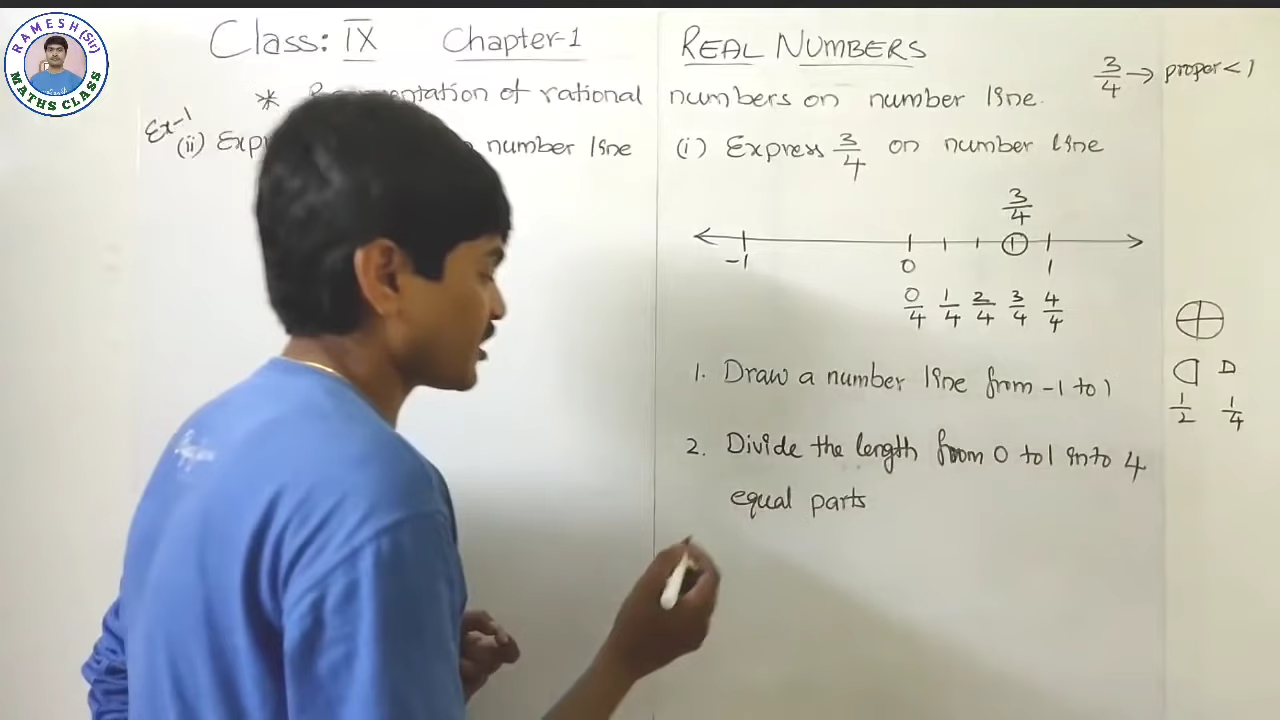 RAMESH (Sir)
MATHS CLASS
Class: IX Chapter-1 REAL NUMBERS
3/4 → proper < 1
* of rational numbers on number line.
Ex-1
(ii) number line
(i) Express 3/4 on number line
3/4
-1 0 1
0/4 1/4 2/4 3/4 4/4
1. Draw a number line from -1 to 1
1/2 1/4
2. Divide the length from 0 to 1 into 4
equal parts